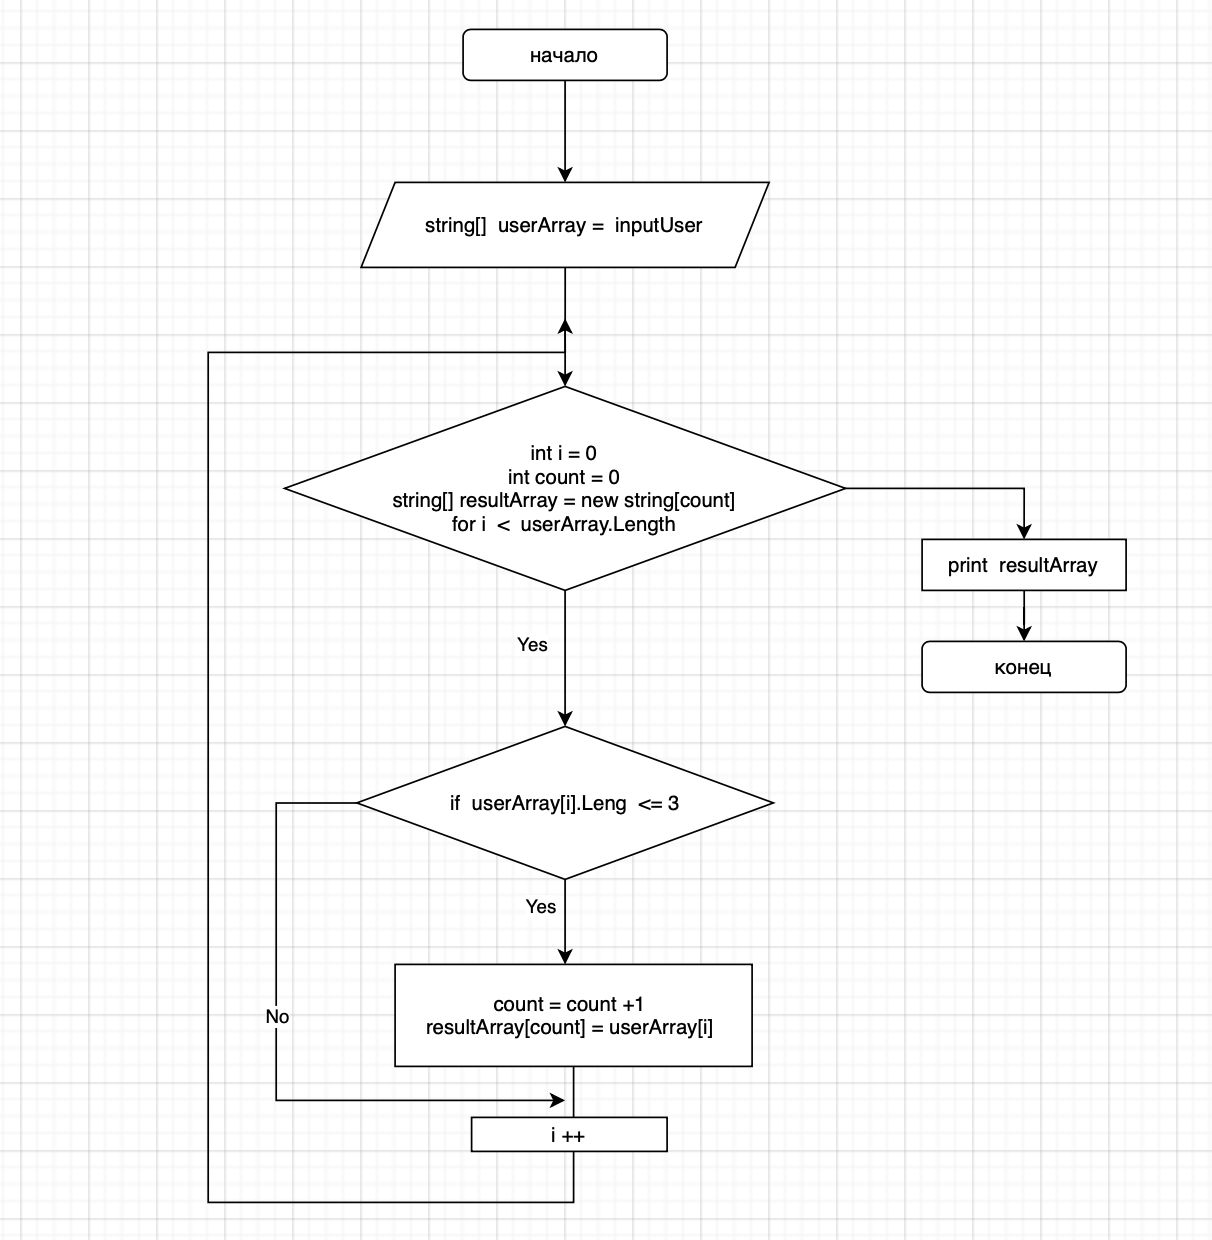 начало
string[] userArray = inputUser
int i = 0
int count = 0
string[] resultArray = new string[count]
for i < userArray.Length
print resultArray
конец
Yes
if userArray[i].Leng <= 3
Yes
count = count +1
resultArray[count] = userArray[i]
No
i ++